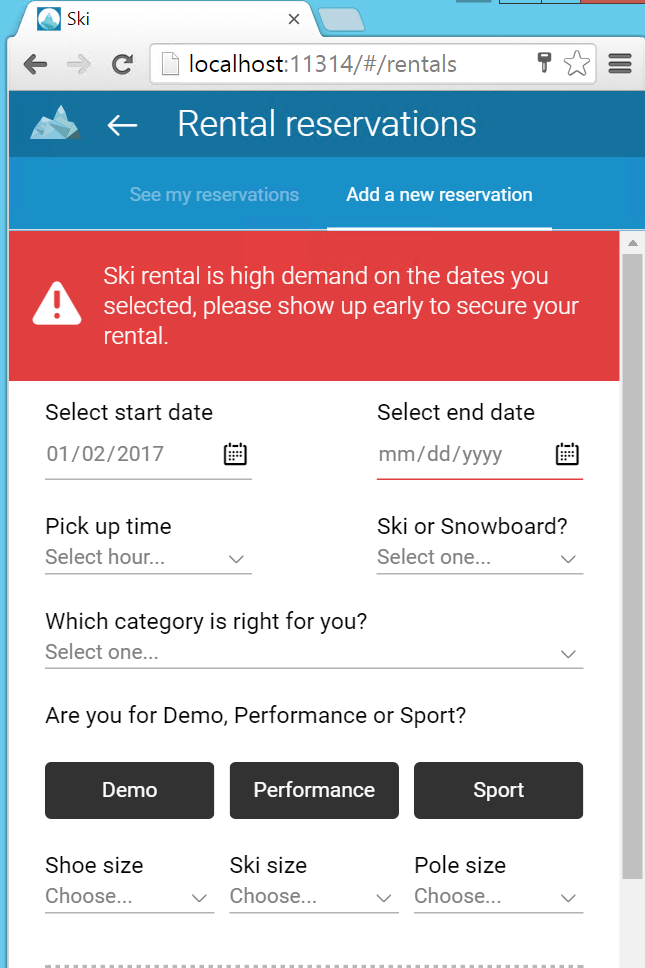 Ski
localhost:11314/#/rentals
Rental reservations
See my reservations Add a new reservation
Ski rental is high demand on the dates you
selected, please show up early to secure your
rental.
Select start date Select end date
01/02/2017 mm/dd/yyyy
Pick up time Ski or Snowboard?
Select hour... Select one...
Which category is right for you?
Select one...
Are you for Demo, Performance or Sport?
Demo Performance Sport
Shoe size Ski size Pole size
Choose... Choose... Choose...